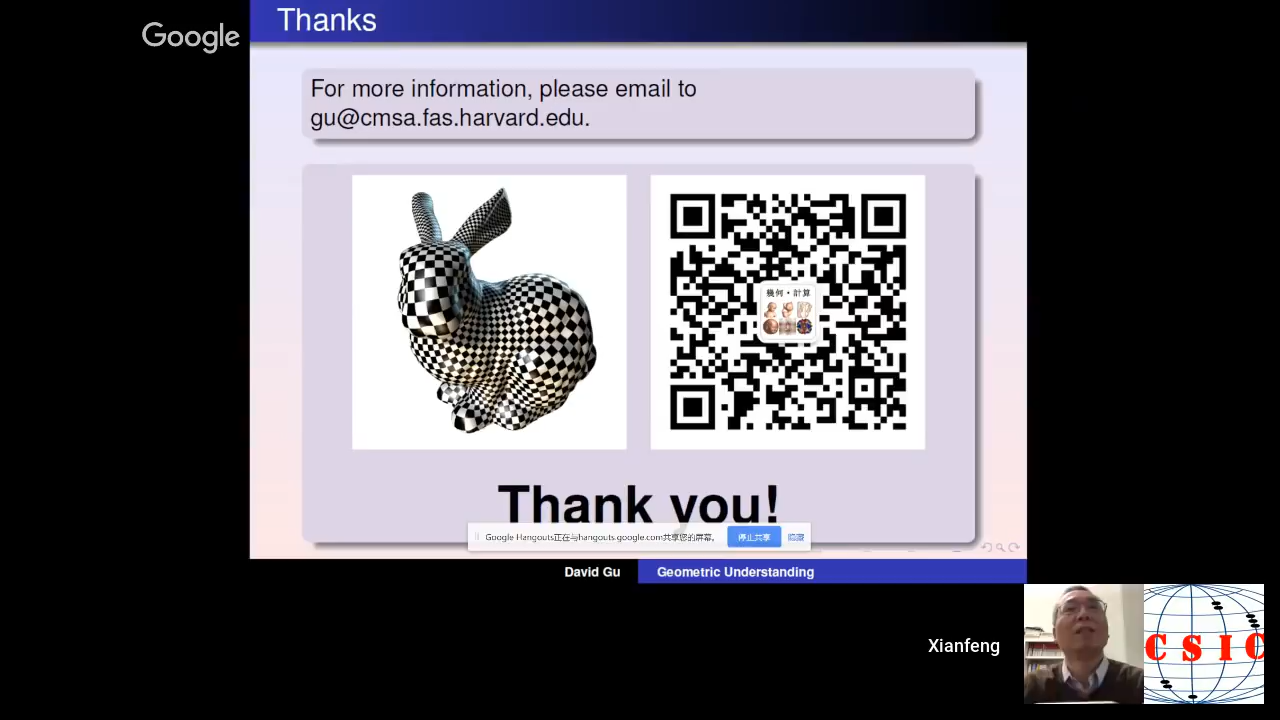 Google
Thanks
For more information, please email to
gu@cmsa.fas.harvard.edu.
幾何·計算
Thank you!
Google Hangouts正在与hangouts.google.com共享您的屏幕。
停止共享
隐藏
David Gu
Geometric Understanding
Xianfeng
CSIC